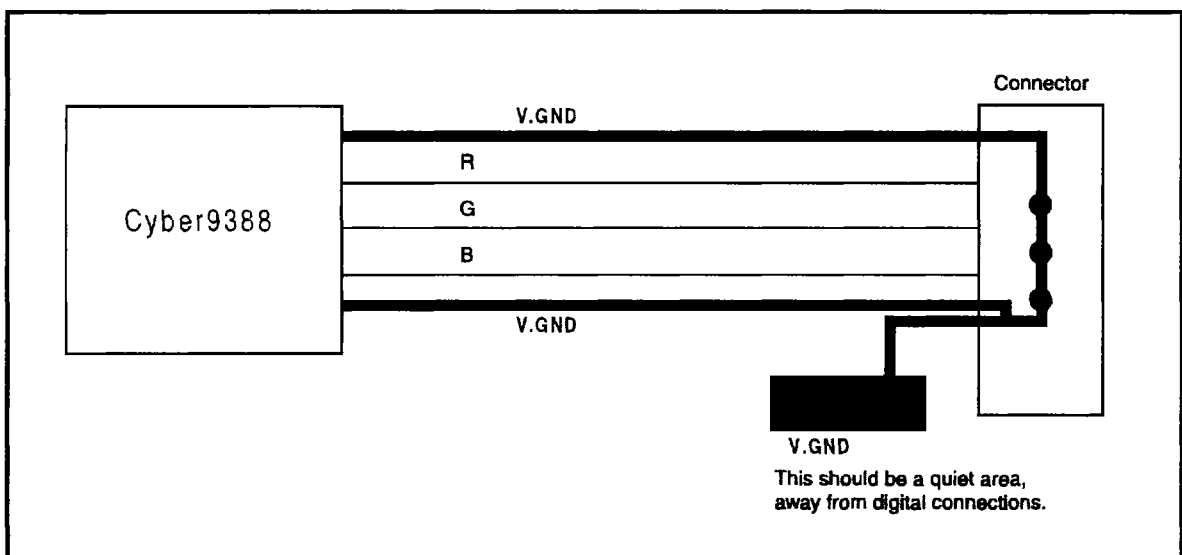 Connector
V.GND
R
Cyber9388
G
B
V.GND
V.GND
This should be a quiet area,
away from digital connections.